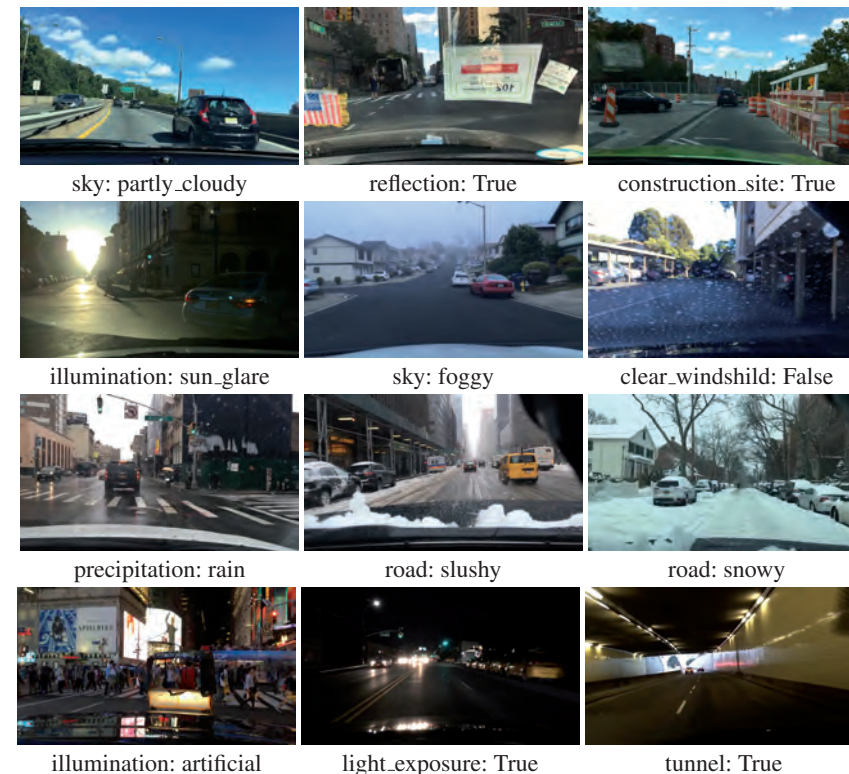 sky: partly_cloudy
reflection: True
construction_site: True
illumination: sun_glare
sky: foggy
clear_windshild: False
precipitation: rain
road: slushy
road: snowy
illumination: artificial
light_exposure: True
tunnel: True